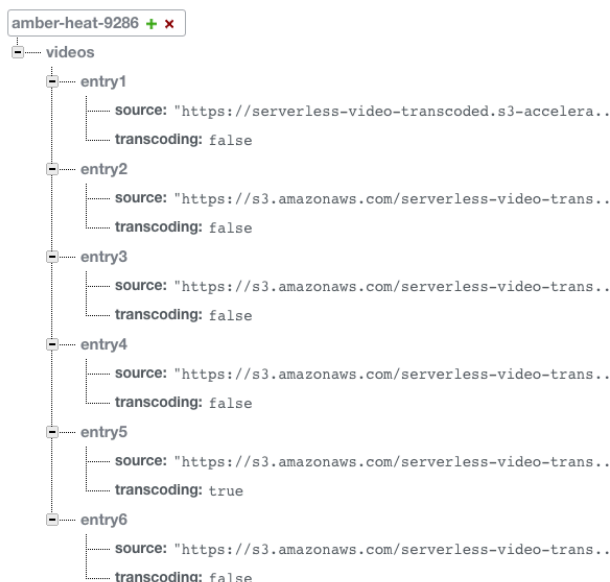 amber-heat-9286 + ×
videos
entry1
source: "https://serverless-video-transcoded.s3-accelera..
transcoding: false
entry2
source: "https://s3.amazonaws.com/serverless-video-trans..
transcoding: false
entry3
source: "https://s3.amazonaws.com/serverless-video-trans..
transcoding: false
entry4
source: "https://s3.amazonaws.com/serverless-video-trans..
transcoding: false
entry5
source: "https://s3.amazonaws.com/serverless-video-trans..
transcoding: true
entry6
source: "https://s3.amazonaws.com/serverless-video-trans..
transcoding: false